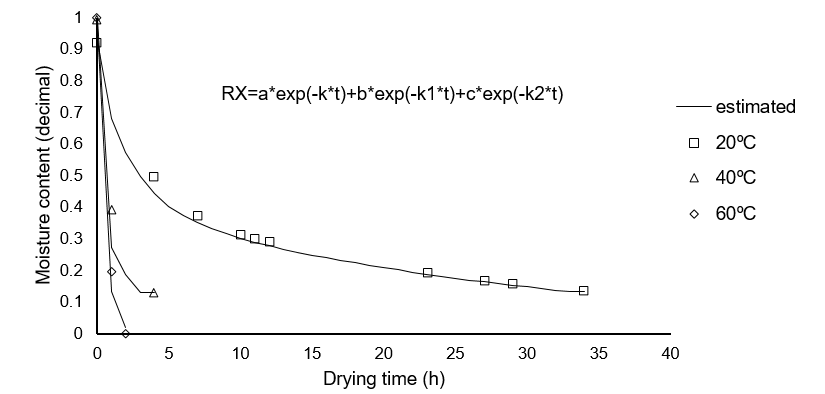 1
0.9
0.8
0.7
0.6
0.5
0.4
0.3
0.2
0.1
0
Moisture content (decimal)
RX=a*exp(-k*t)+b*exp(-k1*t)+c*exp(-k2*t)
estimated
20ºC
40ºC
60ºC
0 5 10 15 20 25 30 35 40
Drying time (h)